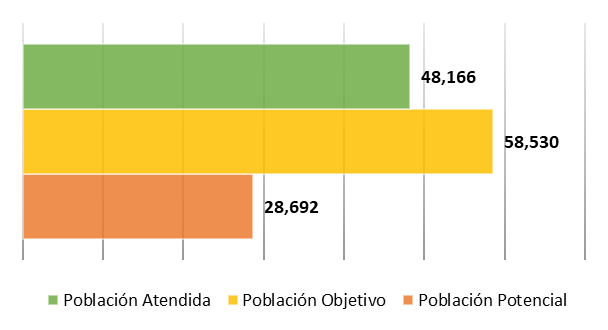 48,166
58,530
28,692
Población Atendida Población Objetivo Población Potencial